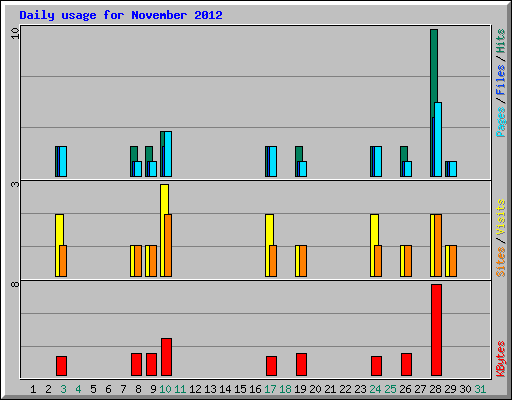 Daily usage for November 2012
10
3
8
Pages / Files / Hits
Sites / Visits
KBytes
1 2 3 4 5 6 7 8 9 10 11 12 13 14 15 16 17 18 19 20 21 22 23 24 25 26 27 28 29 30 31